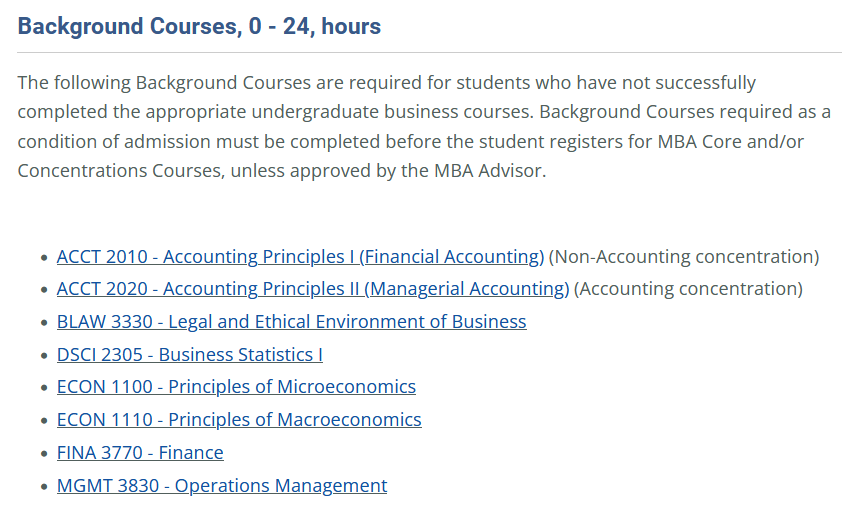 Background Courses, 0 - 24, hours
The following Background Courses are required for students who have not successfully
completed the appropriate undergraduate business courses. Background Courses required as a
condition of admission must be completed before the student registers for MBA Core and/or
Concentrations Courses, unless approved by the MBA Advisor.
• ACCT 2010 - Accounting Principles I (Financial Accounting) (Non-Accounting concentration)
• ACCT 2020 - Accounting Principles II (Managerial Accounting) (Accounting concentration)
• BLAW 3330 - Legal and Ethical Environment of Business
• DSCI 2305 - Business Statistics I
• ECON 1100 - Principles of Microeconomics
• ECON 1110 - Principles of Macroeconomics
• FINA 3770 - Finance
• MGMT 3830 - Operations Management